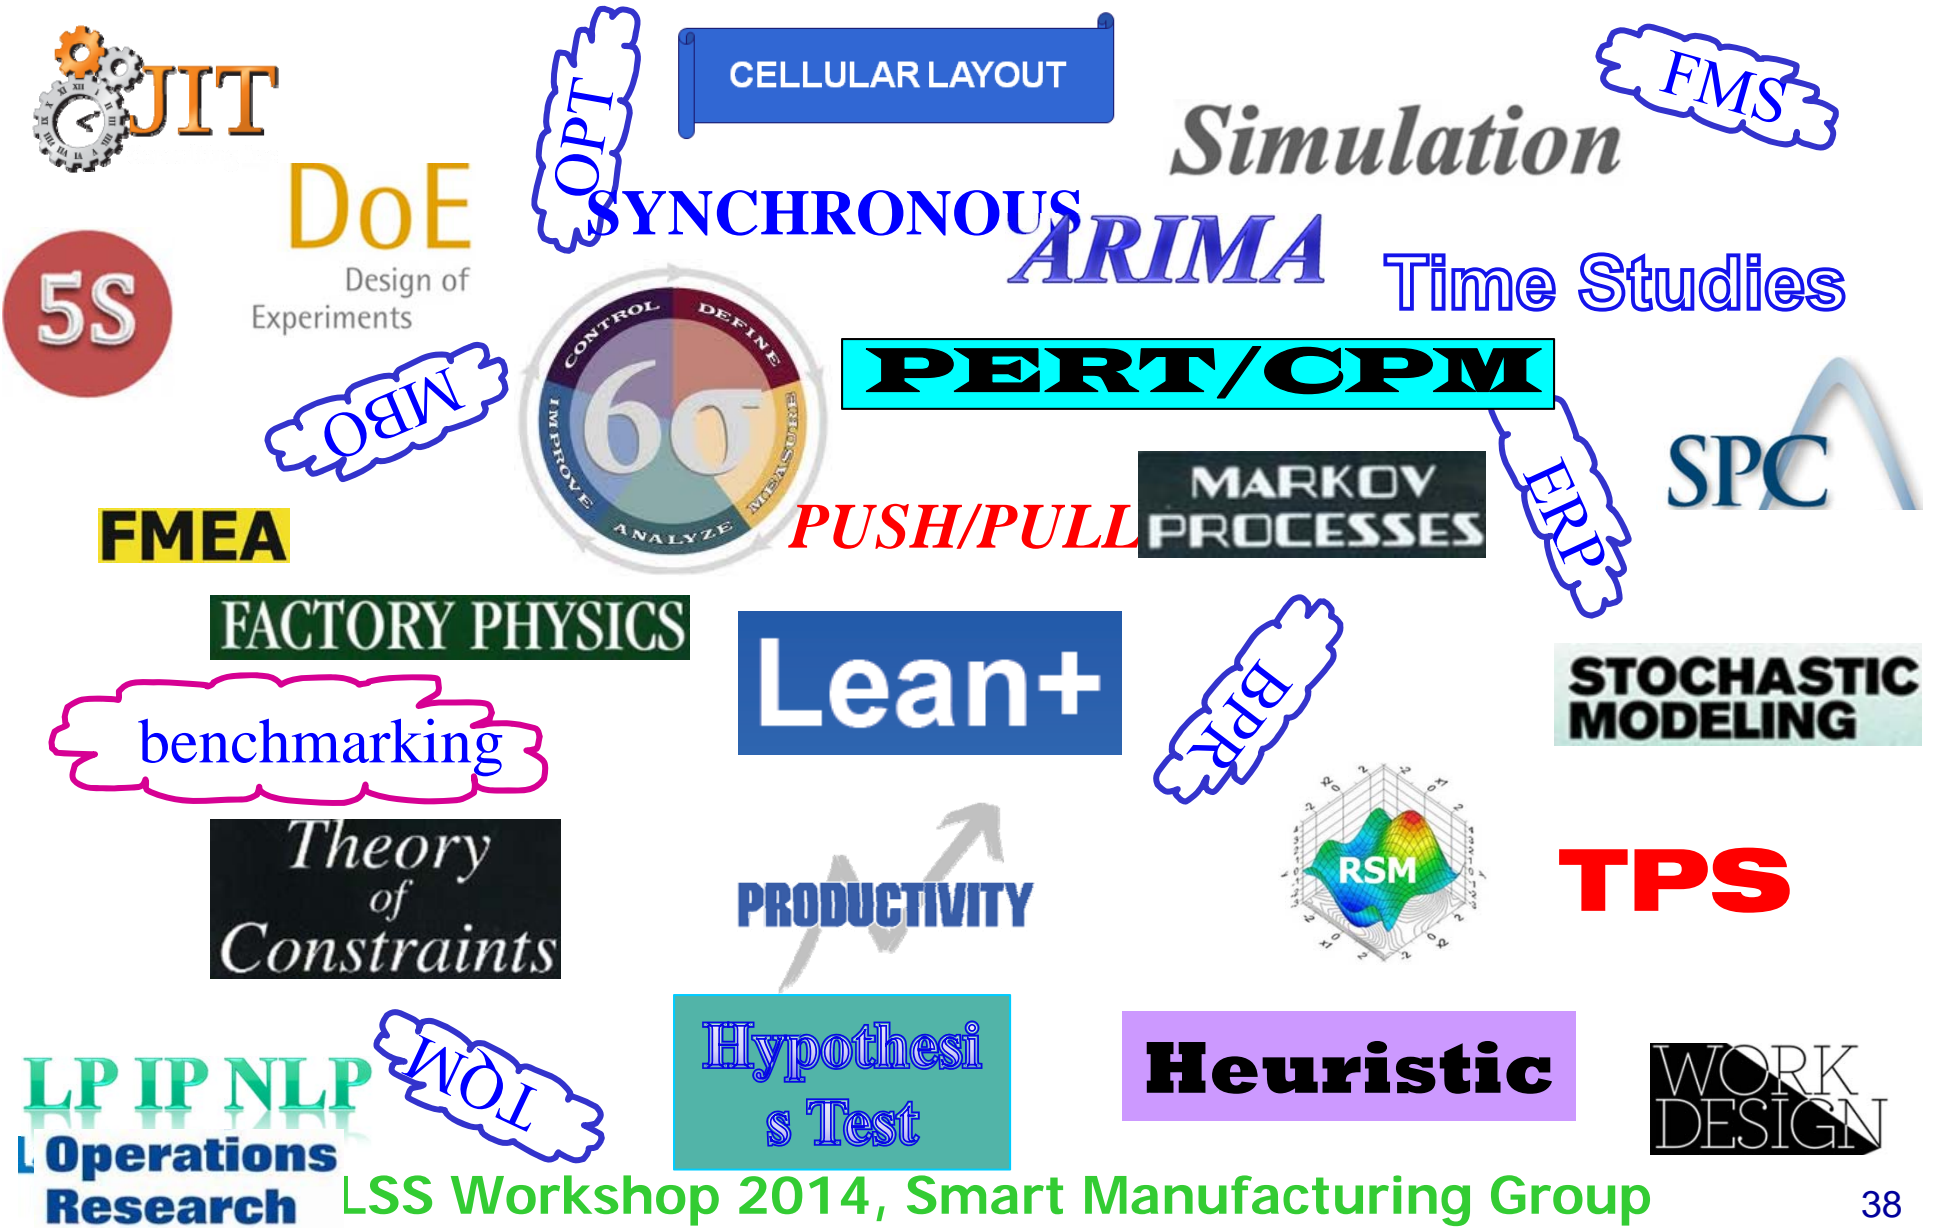 JIT
OPT
CELLULAR LAYOUT
FMS
Simulation
DoE
Design of
Experiments
SYNCHRONOUS
ARIMA
Time Studies
5S
CONTROL
DEFINE
MEASURE
ANALYZE
IMPROVE
6σ
PERT/CPM
MBO
ERP
SPC
MARKOV
PROCESSES
PUSH/PULL
FMEA
FACTORY PHYSICS
Lean+
BPR
STOCHASTIC
MODELING
benchmarking
Theory
of
Constraints
PRODUCTIVITY
RSM
TPS
LP IP NLP
TQM
Hypothesi
s Test
Heuristic
WORK
DESIGN
Operations
Research
LSS Workshop 2014, Smart Manufacturing Group
38